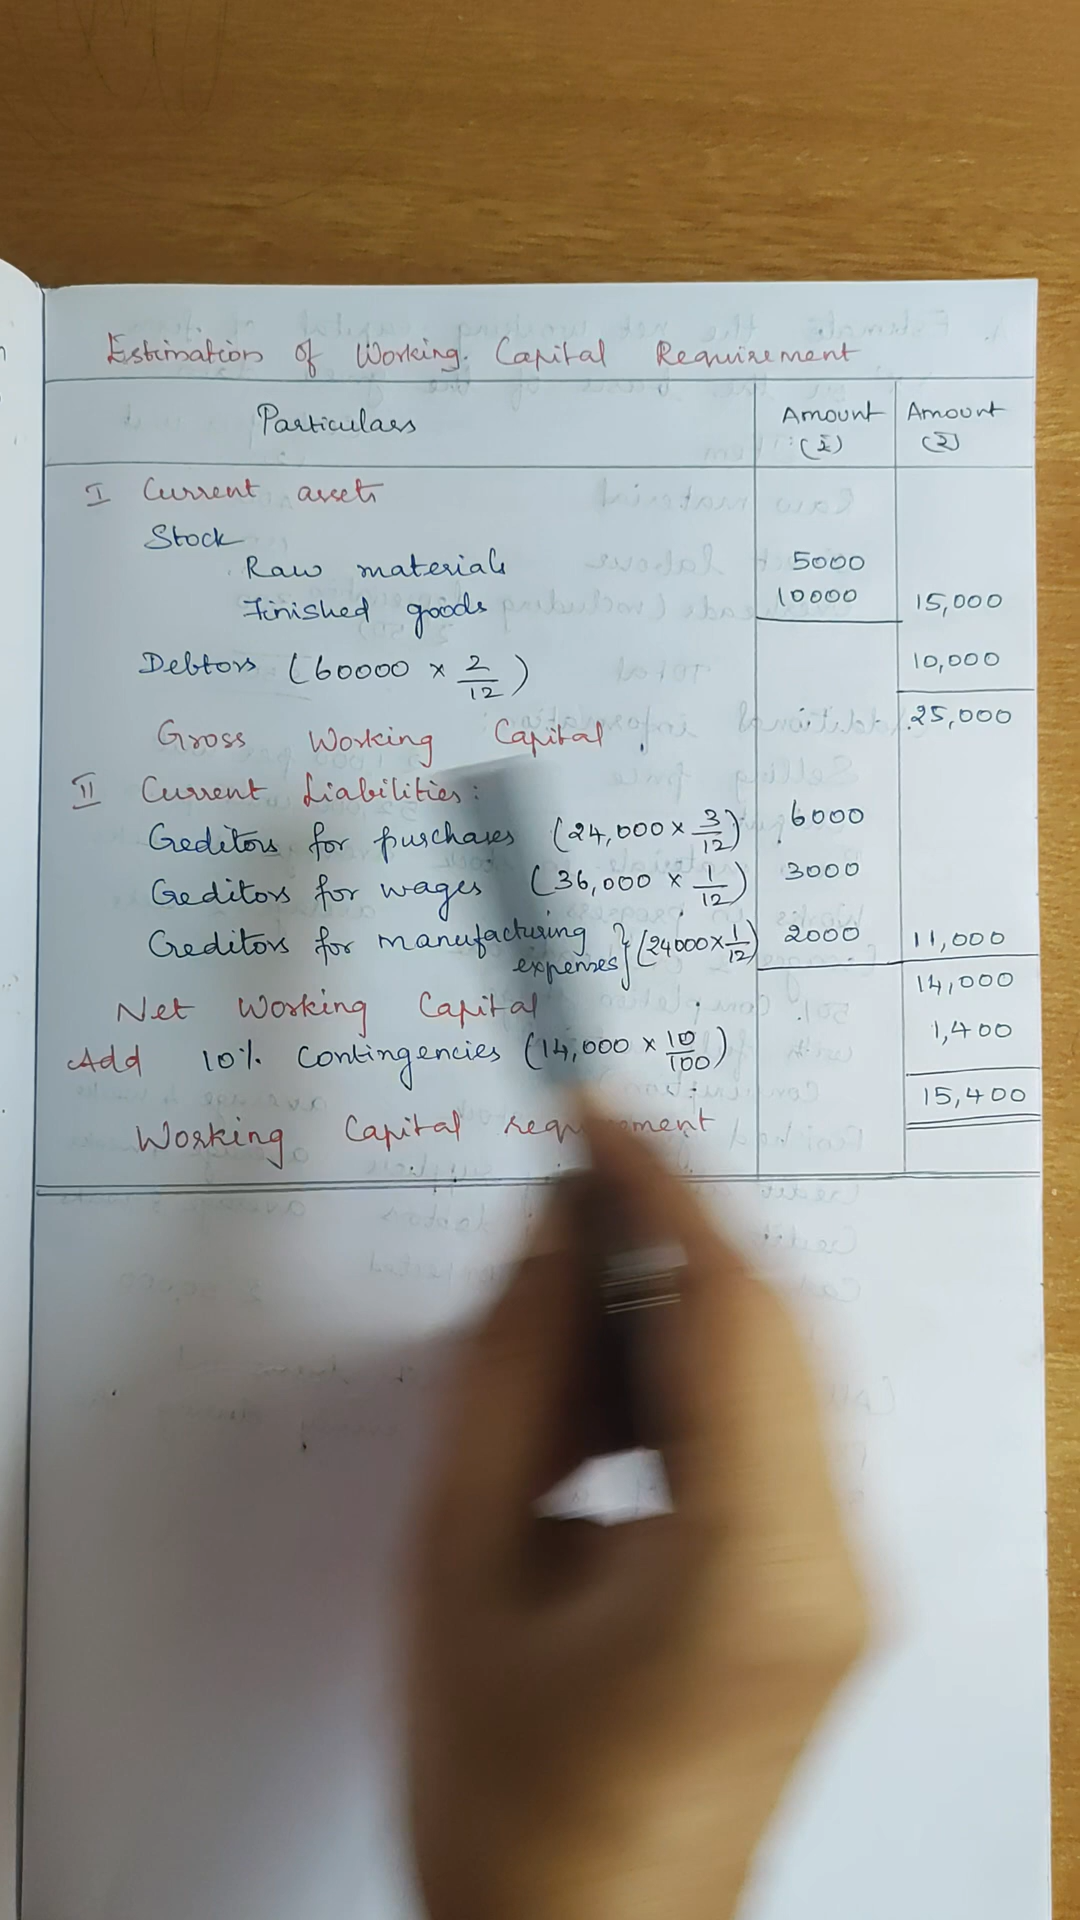 Estimation of Working Capital Requirement
Particulars Amount (₹) Amount (₹)
I Current assets
Stock
Raw materials 5000
Finished goods 10000 15,000
Debtors (60000 × 2/12) 10,000
Gross Working Capital 25,000
II Current Liabilities:
Creditors for purchases (24,000 × 3/12) 6000
Creditors for wages (36,000 × 1/12) 3000
Creditors for manufacturing expenses } (24000 × 1/12) 2000 11,000
Net Working Capital 14,000
Add 10% Contingencies (14,000 × 10/100) 1,400
Working Capital requirement 15,400